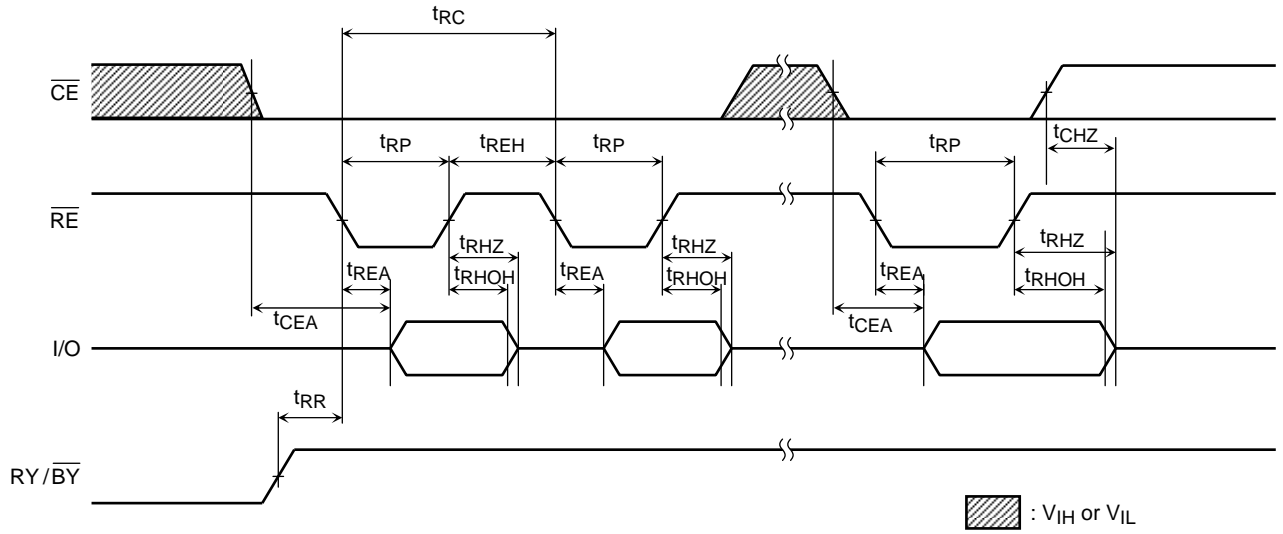 tRC
CE
tCHZ
tRP tREH tRP tRP
RE
tRHZ tRHZ tRHZ
tREA tRHOH tREA tRHOH tREA tRHOH
tCEA tCEA
I/O
tRR
RY/BY
: VIH or VIL